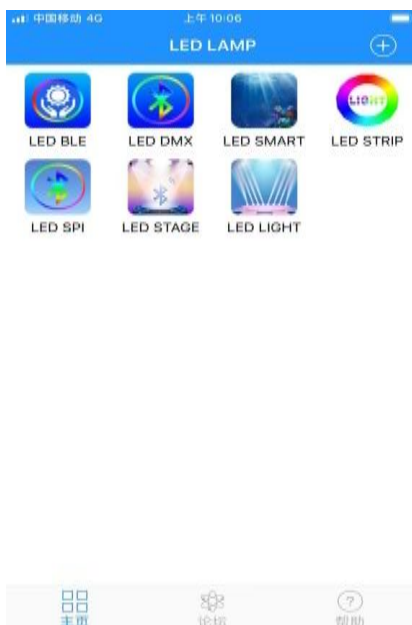 中国移动 4G 上午10:06
LED LAMP
LIGHT
LED BLE LED DMX LED SMART LED STRIP
LED SPI LED STAGE LED LIGHT
主页 论坛 帮助